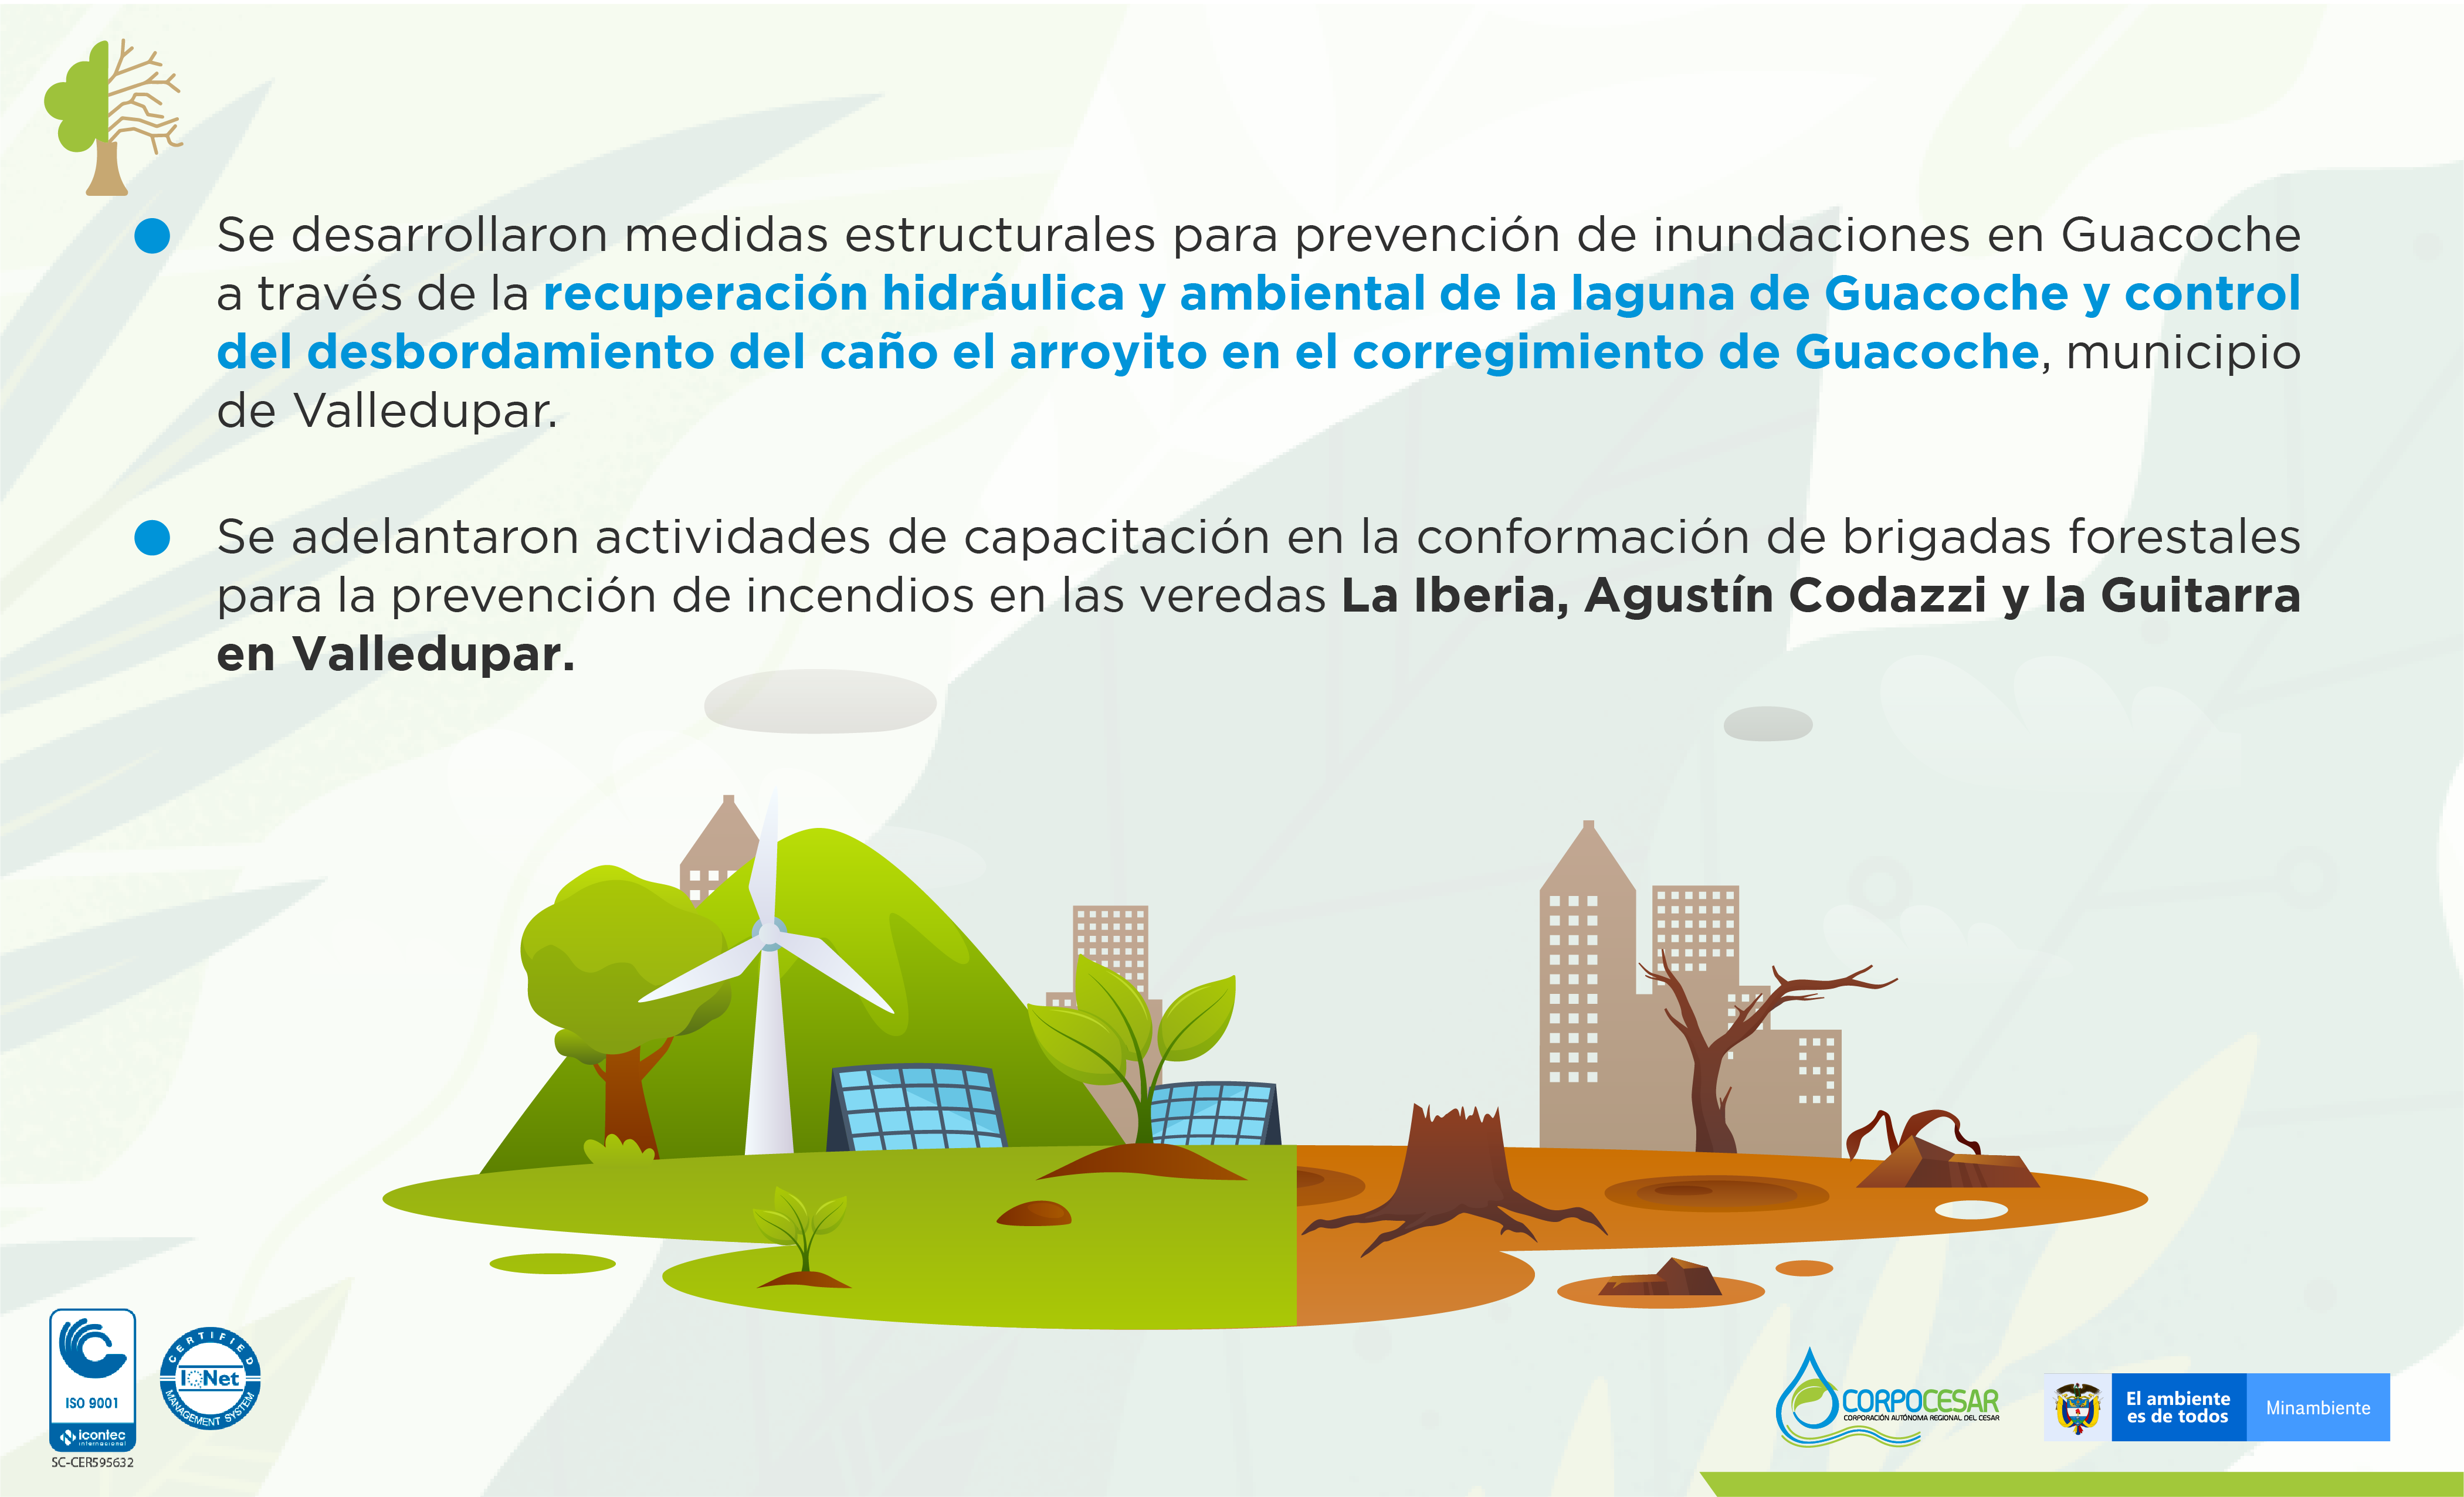 Se desarrollaron medidas estructurales para prevención de inundaciones en Guacoche
a través de la recuperación hidráulica y ambiental de la laguna de Guacoche y control
del desbordamiento del caño el arroyito en el corregimiento de Guacoche, municipio
de Valledupar.
Se adelantaron actividades de capacitación en la conformación de brigadas forestales
para la prevención de incendios en las veredas La Iberia, Agustín Codazzi y la Guitarra
en Valledupar.
ISO 9001
icontec
internacional
SC-CER595632
CERTIFIED
IQNet
MANAGEMENT SYSTEM
CORPOCESAR
CORPORACIÓN AUTÓNOMA REGIONAL DEL CESAR
El ambiente
es de todos
Minambiente